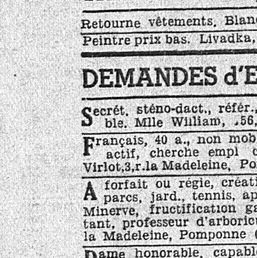 Retourne vêtements, Blan
Peintre prix bas. Livadka,
DEMANDES d'E
Secrét, sténo-dact., référ.,
ble. Mlle William, .56,
Français, 40 a., non mob
actif, cherche empl c
Virlot,3,r.la Madeleine, Po
A forfait ou régie, créati
parcs, jard., tennis, ap
Minerve, fructification ga
tant, professeur d'arboricu
la Madeleine, Pomponne (
Dame honorable, capabl